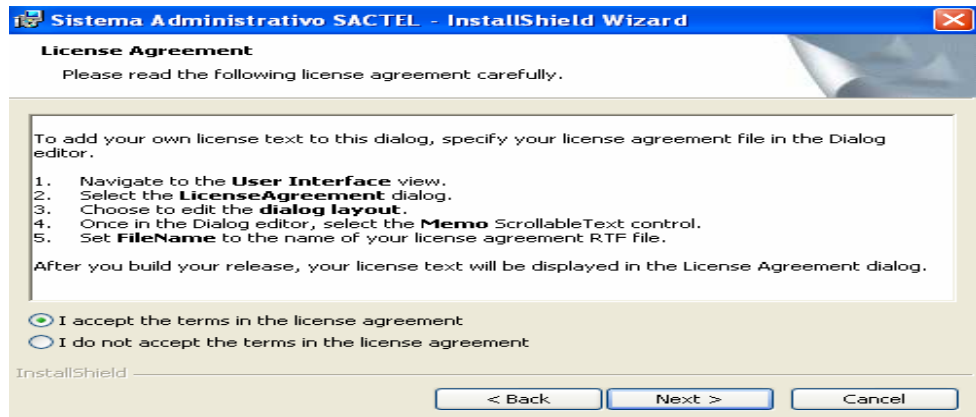 Sistema Administrativo SACTEL - InstallShield Wizard
License Agreement
Please read the following license agreement carefully.
To add your own license text to this dialog, specify your license agreement file in the Dialog
editor.
1. Navigate to the User Interface view.
2. Select the LicenseAgreement dialog.
3. Choose to edit the dialog layout.
4. Once in the Dialog editor, select the Memo ScrollableText control.
5. Set FileName to the name of your license agreement RTF file.
After you build your release, your license text will be displayed in the License Agreement dialog.
I accept the terms in the license agreement
I do not accept the terms in the license agreement
InstallShield
< Back Next > Cancel